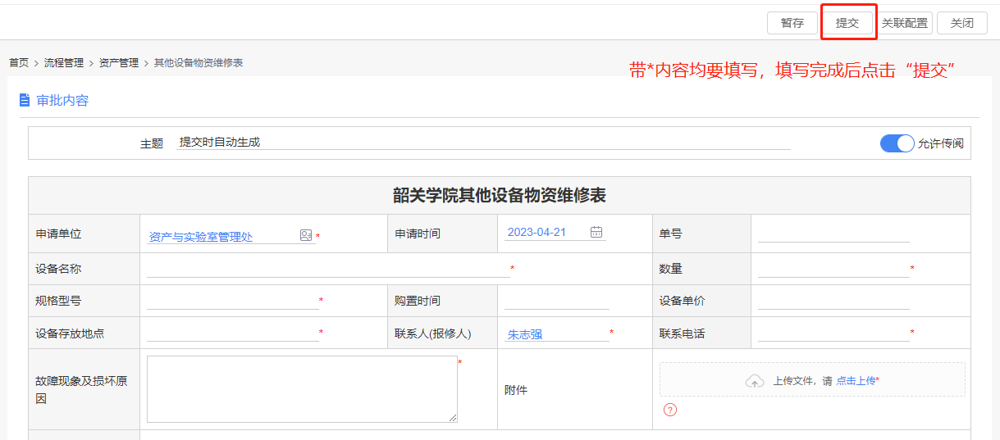 暂存 提交 关联配置 关闭
首页 > 流程管理 > 资产管理 > 其他设备物资维修表
带*内容均要填写，填写完成后点击“提交”
审批内容
主题 提交时自动生成 允许传阅
韶关学院其他设备物资维修表
申请单位 资产与实验室管理处 * 申请时间 2023-04-21 单号
设备名称 * 数量 *
规格型号 * 购置时间 设备单价
设备存放地点 * 联系人(报修人) 朱志强 * 联系电话 *
故障现象及损坏原因 * 附件 上传文件，请 点击上传*
?